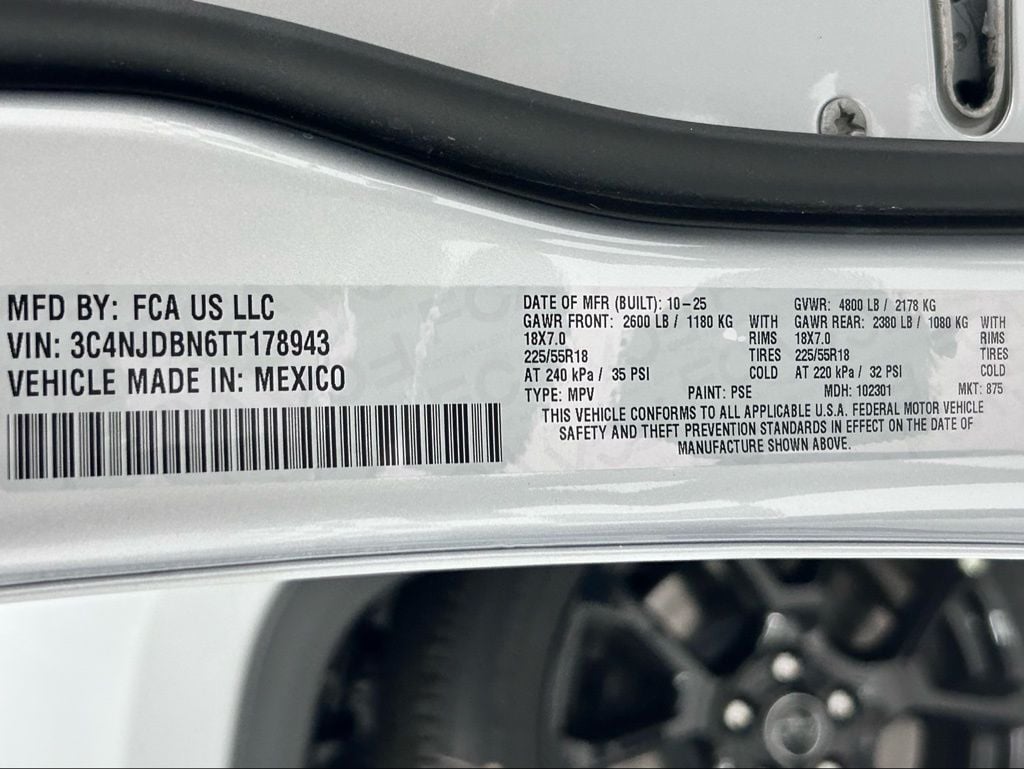 MFD BY: FCA US LLC
VIN: 3C4NJDBN6TT178943
VEHICLE MADE IN: MEXICO
DATE OF MFR (BUILT): 10-25 GVWR: 4800 LB / 2178 KG
GAWR FRONT: 2600 LB / 1180 KG WITH GAWR REAR: 2380 LB / 1080 KG WITH
18X7.0 RIMS 18X7.0 RIMS
225/55R18 TIRES 225/55R18 TIRES
AT 240 kPa / 35 PSI COLD AT 220 kPa / 32 PSI COLD
TYPE: MPV PAINT: PSE MDH: 102301 MKT: 875
THIS VEHICLE CONFORMS TO ALL APPLICABLE U.S.A. FEDERAL MOTOR VEHICLE
SAFETY AND THEFT PREVENTION STANDARDS IN EFFECT ON THE DATE OF
MANUFACTURE SHOWN ABOVE.